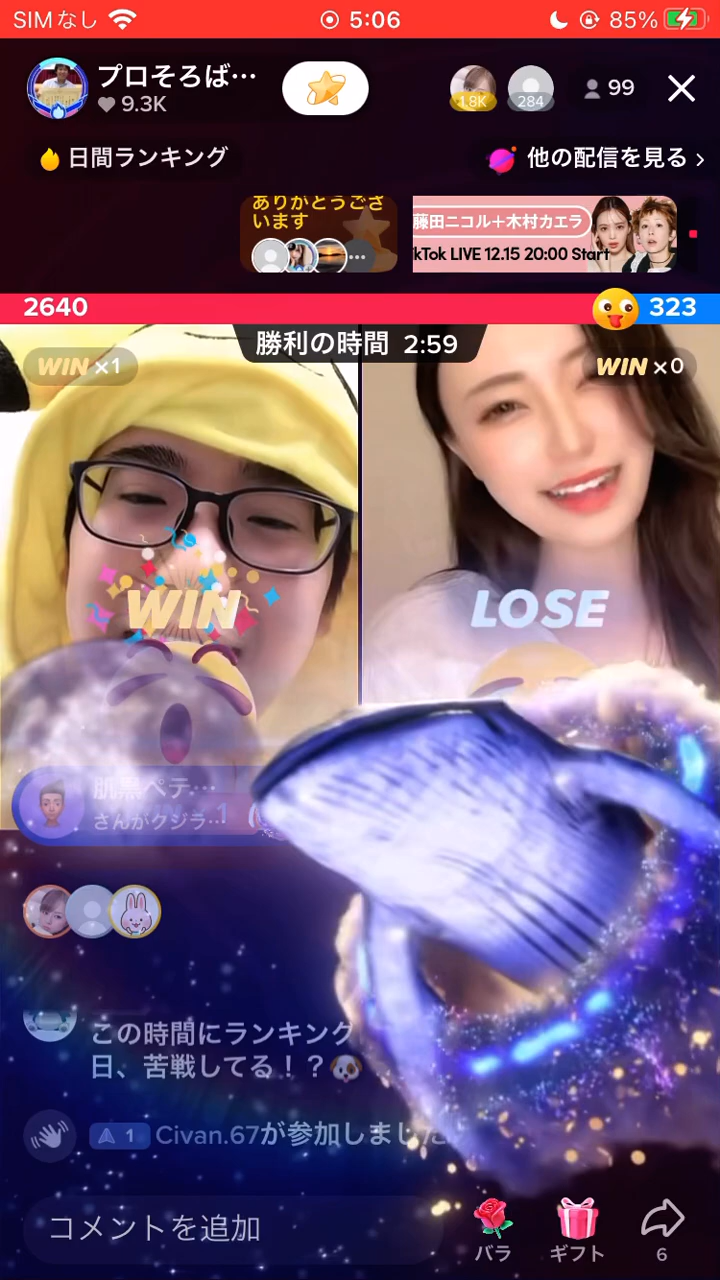 SIMなし 5:06 85%
プロそろば…
9.3K
1.8K 284 99
日間ランキング
他の配信を見る
ありがとうござ
います
藤田ニコル＋木村カエラ
kTok LIVE 12.15 20:00 Start
2640 323
勝利の時間 2:59
WIN ×1
WIN ×0
WIN
LOSE
肌黒ペテ…
さんがクジラ…
1
この時間にランキング
日、苦戦してる！？
1 Civan.67が参加しました
コメントを追加
バラ ギフト 6